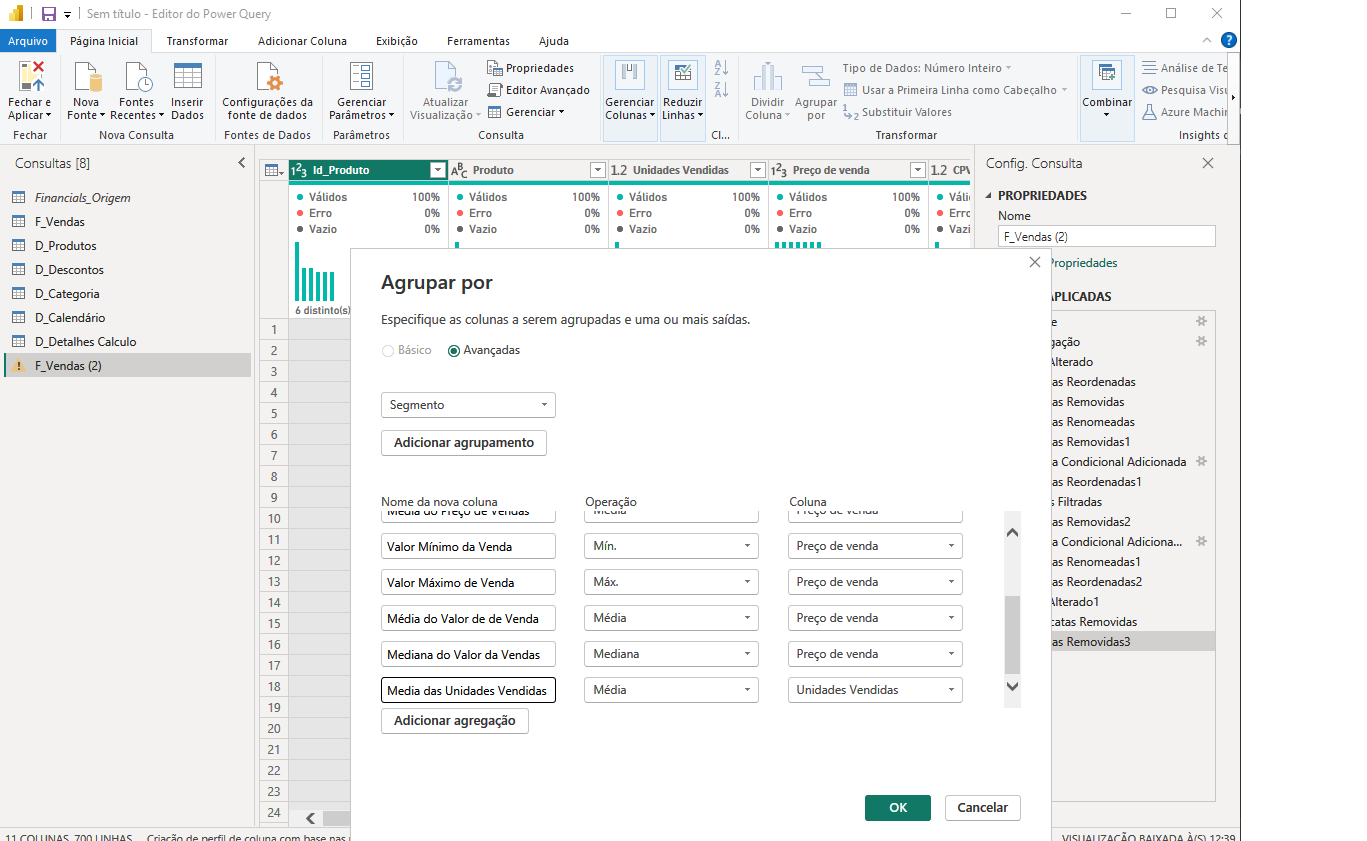 Sem título - Editor do Power Query
Arquivo Página Inicial Transformar Adicionar Coluna Exibição Ferramentas Ajuda
Fechar e Aplicar
Fechar
Nova Fonte
Fontes Recentes
Inserir Dados
Nova Consulta
Configurações da fonte de dados
Fontes de Dados
Gerenciar Parâmetros
Parâmetros
Atualizar Visualização
Propriedades
Editor Avançado
Gerenciar
Consulta
Gerenciar Colunas
Reduzir Linhas
Cl...
Dividir Coluna
Agrupar por
Tipo de Dados: Número Inteiro
Usar a Primeira Linha como Cabeçalho
Substituir Valores
Transformar
Combinar
Análise de Te
Pesquisa Visu
Azure Machin
Insights d
Consultas [8]
Financials_Origem
F_Vendas
D_Produtos
D_Descontos
D_Categoria
D_Calendário
D_Detalhes Calculo
F_Vendas (2)
Id_Produto
Válidos 100%
Erro 0%
Vazio 0%
6 distinto(s)
Produto
Válidos 100%
Erro 0%
Vazio 0%
1.2 Unidades Vendidas
Válidos 100%
Erro 0%
Vazio 0%
Preço de venda
Válidos 100%
Erro 0%
Vazio 0%
1.2 CPV
Váli
Erro
Vazi
1
2
3
4
5
6
7
8
9
10
11
12
13
14
15
16
17
18
19
20
21
22
23
24
Agrupar por
Especifique as colunas a serem agrupadas e uma ou mais saídas.
Básico Avançadas
Segmento
Adicionar agrupamento
Nome da nova coluna Operação Coluna
Média do Preço de Vendas Média Preço de venda
Valor Mínimo da Venda Mín. Preço de venda
Valor Máximo de Venda Máx. Preço de venda
Média do Valor de de Venda Média Preço de venda
Mediana do Valor da Vendas Mediana Preço de venda
Media das Unidades Vendidas Média Unidades Vendidas
Adicionar agregação
OK Cancelar
Config. Consulta
PROPRIEDADES
Nome
F_Vendas (2)
Propriedades
APLICADAS
e
gação
Alterado
as Reordenadas
as Removidas
as Renomeadas
as Removidas1
a Condicional Adicionada
as Reordenadas1
s Filtradas
as Removidas2
a Condicional Adiciona...
as Renomeadas1
as Reordenadas2
Alterado1
catas Removidas
as Removidas3
11 COLUNAS, 700 LINHAS Criação de perfil de coluna com base nas
VISUALIZAÇÃO BAIXADA À(S) 12:39